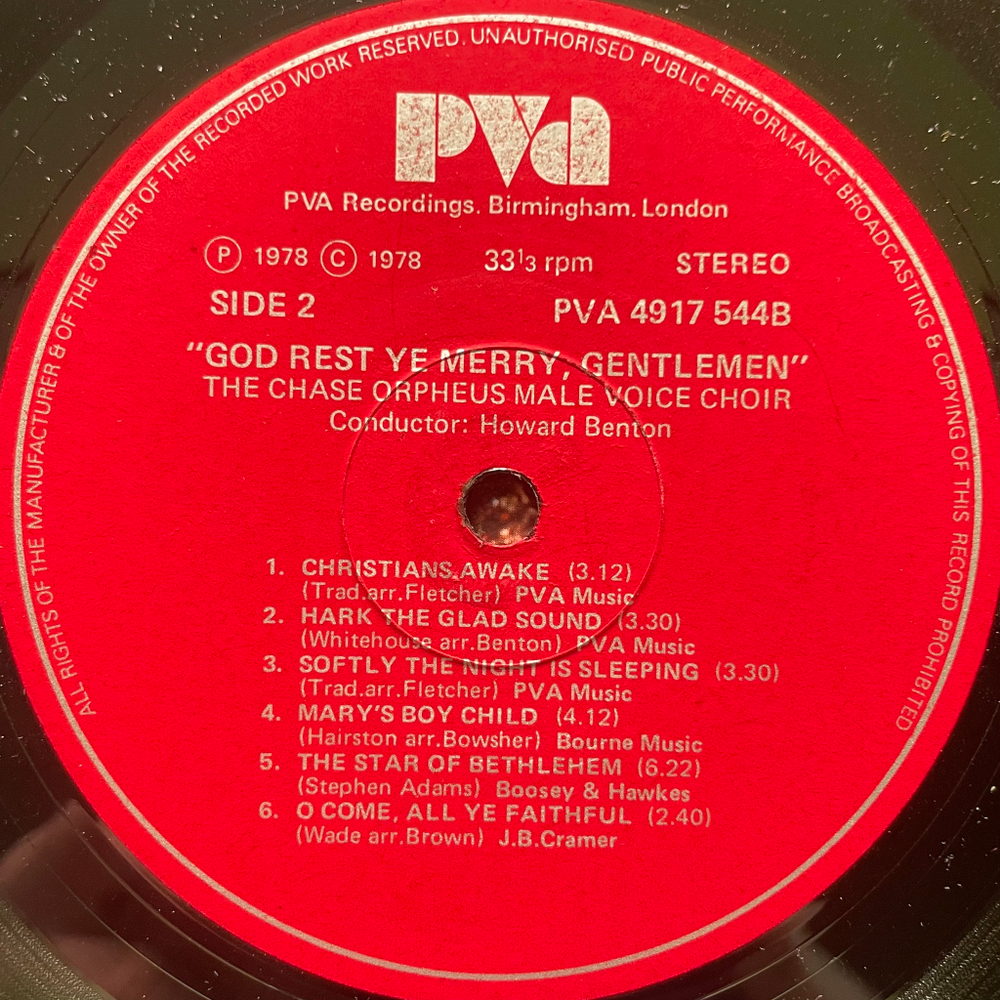 ALL RIGHTS OF THE MANUFACTURER & OF THE OWNER OF THE RECORDED WORK RESERVED. UNAUTHORISED PUBLIC PERFORMANCE BROADCASTING & COPYING OF THIS RECORD PROHIBITED
pva
PVA Recordings. Birmingham. London
Ⓟ 1978 © 1978 33⅓ rpm STEREO
SIDE 2 PVA 4917 544B
"GOD REST YE MERRY, GENTLEMEN"
THE CHASE ORPHEUS MALE VOICE CHOIR
Conductor: Howard Benton
1. CHRISTIANS AWAKE (3.12)
(Trad.arr.Fletcher) PVA Music
2. HARK THE GLAD SOUND (3.30)
(Whitehouse arr.Benton) PVA Music
3. SOFTLY THE NIGHT IS SLEEPING (3.30)
(Trad.arr.Fletcher) PVA Music
4. MARY'S BOY CHILD (4.12)
(Hairston arr.Bowsher) Bourne Music
5. THE STAR OF BETHLEHEM (6.22)
(Stephen Adams) Boosey & Hawkes
6. O COME, ALL YE FAITHFUL (2.40)
(Wade arr.Brown) J.B.Cramer